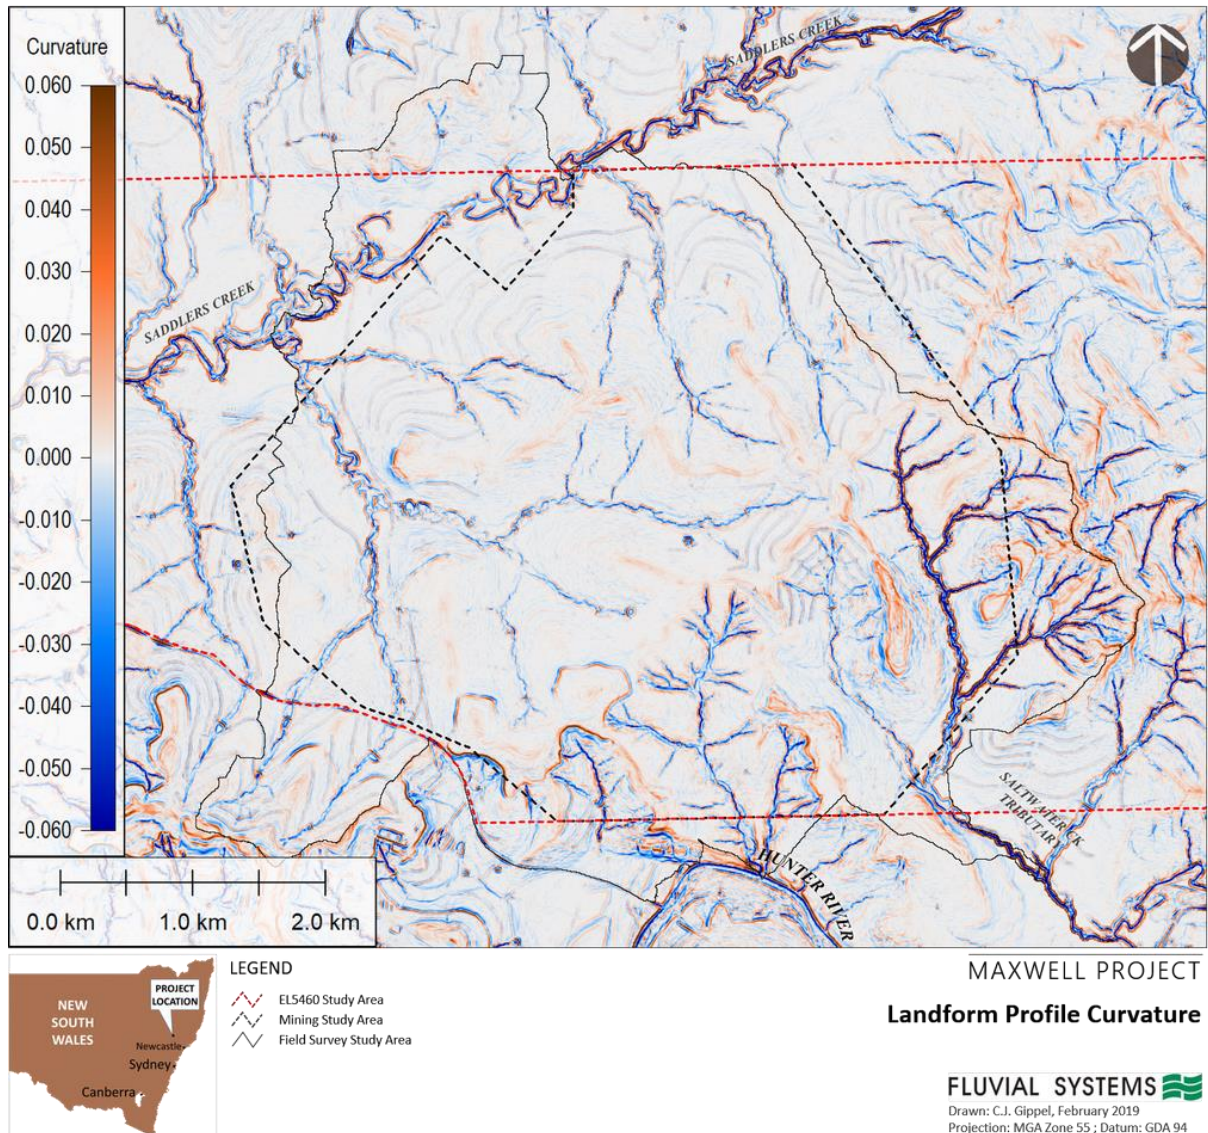 Curvature
0.060
0.050
0.040
0.030
0.020
0.010
0.000
-0.010
-0.020
-0.030
-0.040
-0.050
-0.060
SADDLERS CREEK
SADDLERS CREEK
SALTWATER CK
TRIBUTARY
HUNTER RIVER
0.0 km 1.0 km 2.0 km
NEW
SOUTH
WALES
PROJECT
LOCATION
Newcastle
Sydney
Canberra
LEGEND
EL5460 Study Area
Mining Study Area
Field Survey Study Area
MAXWELL PROJECT
Landform Profile Curvature
FLUVIAL SYSTEMS
Drawn: C.J. Gippel, February 2019
Projection: MGA Zone 55 ; Datum: GDA 94